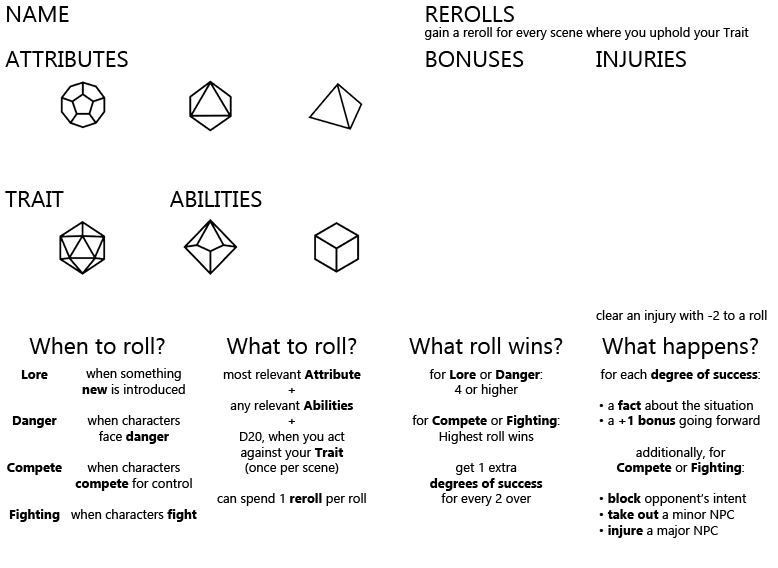 NAME
REROLLS
gain a reroll for every scene where you uphold your Trait
ATTRIBUTES
BONUSES
INJURIES
TRAIT
ABILITIES
clear an injury with -2 to a roll
When to roll?
Lore
when something
new is introduced
Danger
when characters
face danger
Compete
when characters
compete for control
Fighting
when characters fight
What to roll?
most relevant Attribute
+
any relevant Abilities
+
D20, when you act
against your Trait
(once per scene)
can spend 1 reroll per roll
What roll wins?
for Lore or Danger:
4 or higher
for Compete or Fighting:
Highest roll wins
get 1 extra
degrees of success
for every 2 over
What happens?
for each degree of success:
• a fact about the situation
• a +1 bonus going forward
additionally, for
Compete or Fighting:
• block opponent's intent
• take out a minor NPC
• injure a major NPC